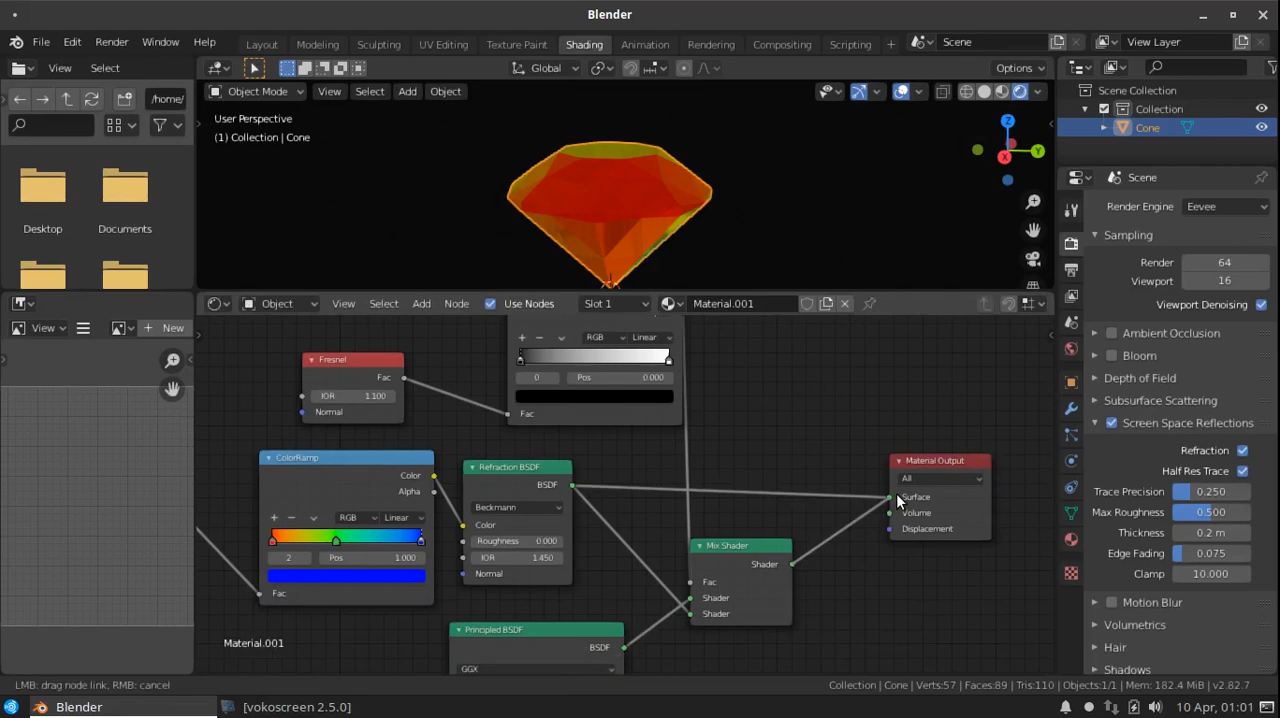 Blender
File Edit Render Window Help
Layout Modeling Sculpting UV Editing Texture Paint Shading Animation Rendering Compositing Scripting
Scene
View Layer
View Select
Global
Options
/home/
Object Mode View Select Add Object
User Perspective
(1) Collection | Cone
Z
Y
X
Desktop Documents
Scene Collection
Collection
Cone
Scene
Render Engine Eevee
Sampling
Render 64
Viewport 16
Viewport Denoising
Ambient Occlusion
Bloom
Depth of Field
Subsurface Scattering
Screen Space Reflections
Refraction
Half Res Trace
Trace Precision 0.250
Max Roughness 0.500
Thickness 0.2 m
Edge Fading 0.075
Clamp 10.000
Motion Blur
Volumetrics
Hair
Shadows
View New
Object View Select Add Node Use Nodes Slot 1 Material.001
RGB Linear
0 Pos 0.000
Fac
Fresnel
Fac
IOR 1.100
Normal
ColorRamp
Color
Alpha
RGB Linear
2 Pos 1.000
Fac
Refraction BSDF
BSDF
Beckmann
Color
Roughness 0.000
IOR 1.450
Normal
Principled BSDF
BSDF
GGX
Mix Shader
Shader
Fac
Shader
Shader
Material Output
All
Surface
Volume
Displacement
Material.001
LMB: drag node link, RMB: cancel
Collection | Cone | Verts:57 | Faces:89 | Tris:110 | Objects:1/1 | Mem: 182.4 MiB | v2.82.7
Blender
[vokoscreen 2.5.0]
10 Apr, 01:01